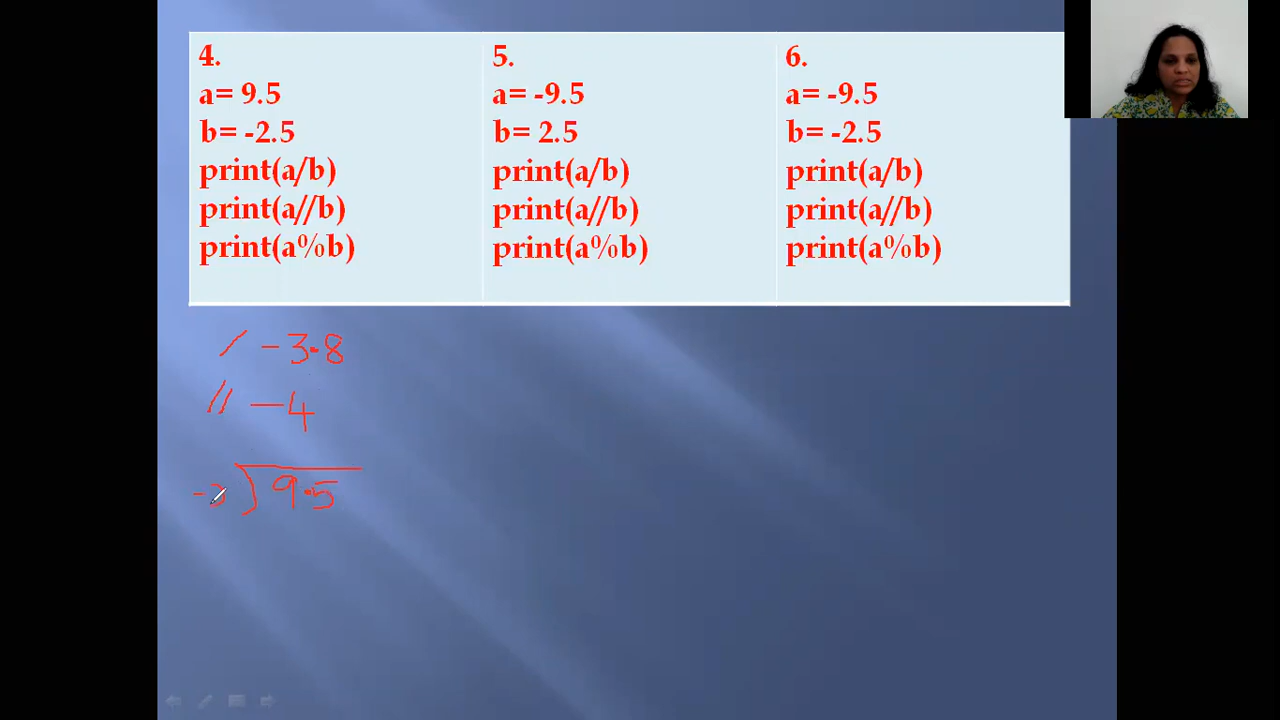 4.
a= 9.5
b= -2.5
print(a/b)
print(a//b)
print(a%b)
5.
a= -9.5
b= 2.5
print(a/b)
print(a//b)
print(a%b)
6.
a= -9.5
b= -2.5
print(a/b)
print(a//b)
print(a%b)
/ -3.8
// -4
9.5